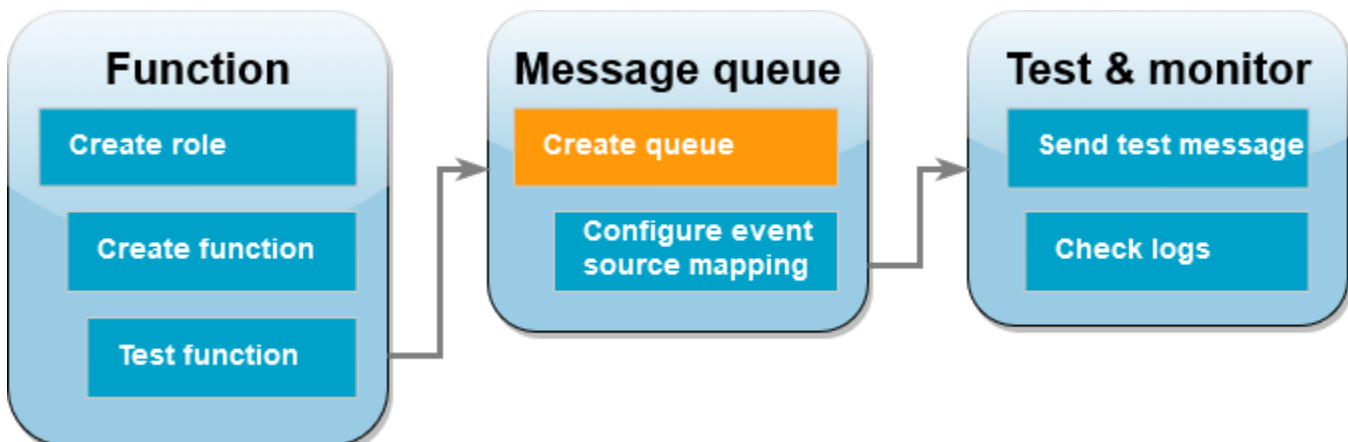 Function
Create role
Create function
Test function
Message queue
Create queue
Configure event
source mapping
Test & monitor
Send test message
Check logs